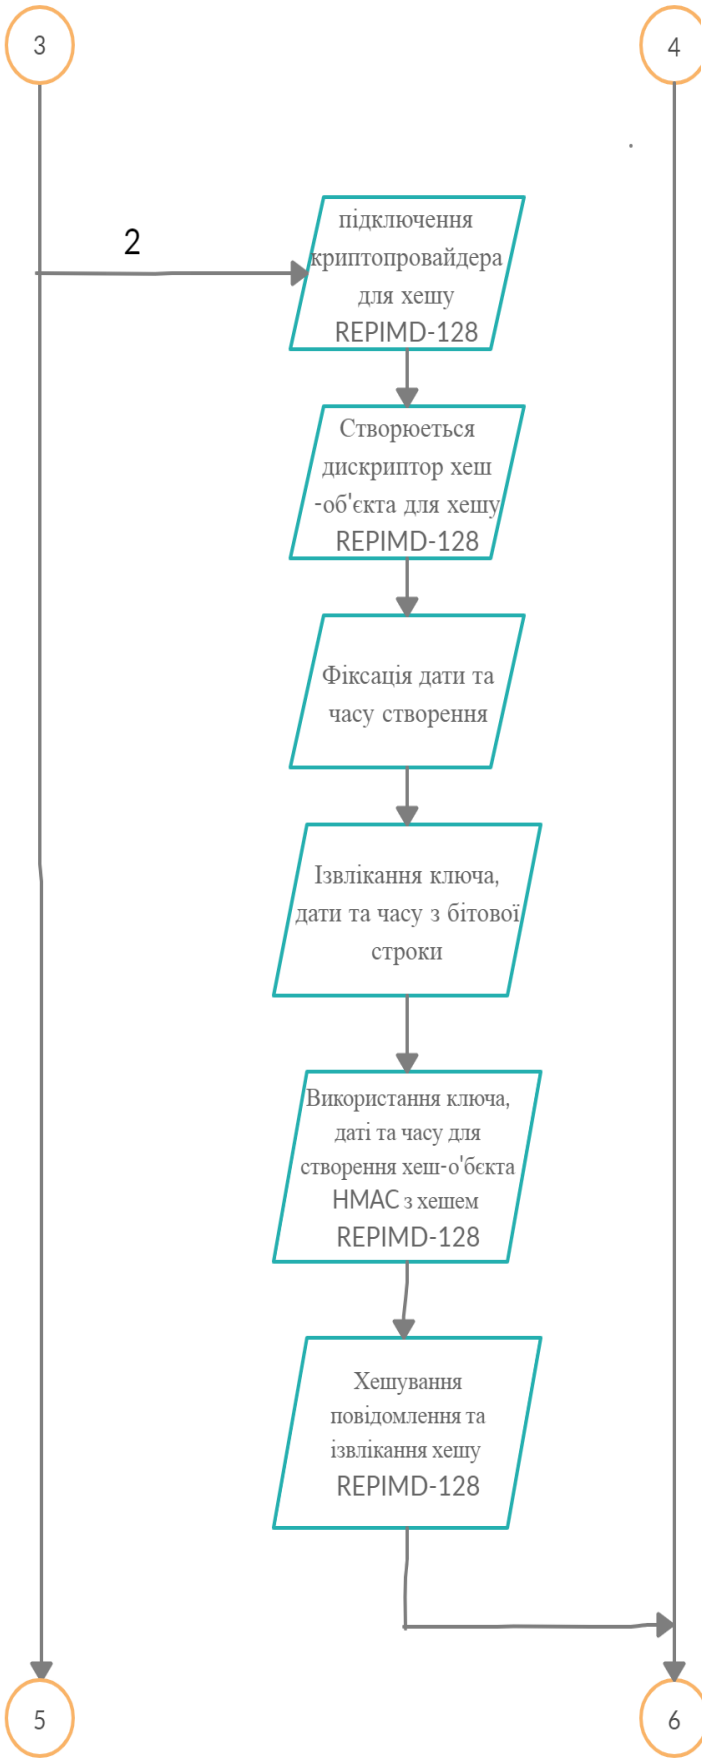 3
4
2
підключення
криптопровайдера
для хешу
REPIMD-128
Створюеться
дискриптор хеш
-об'єкта для хешу
REPIMD-128
Фіксація дати та
часу створення
Ізвлікання ключа,
дати та часу з бітової
строки
Використання ключа,
даті та часу для
створення хеш-о'бєкта
HMAC з хешем
REPIMD-128
Хешування
повідомлення та
ізвлікання хешу
REPIMD-128
5
6